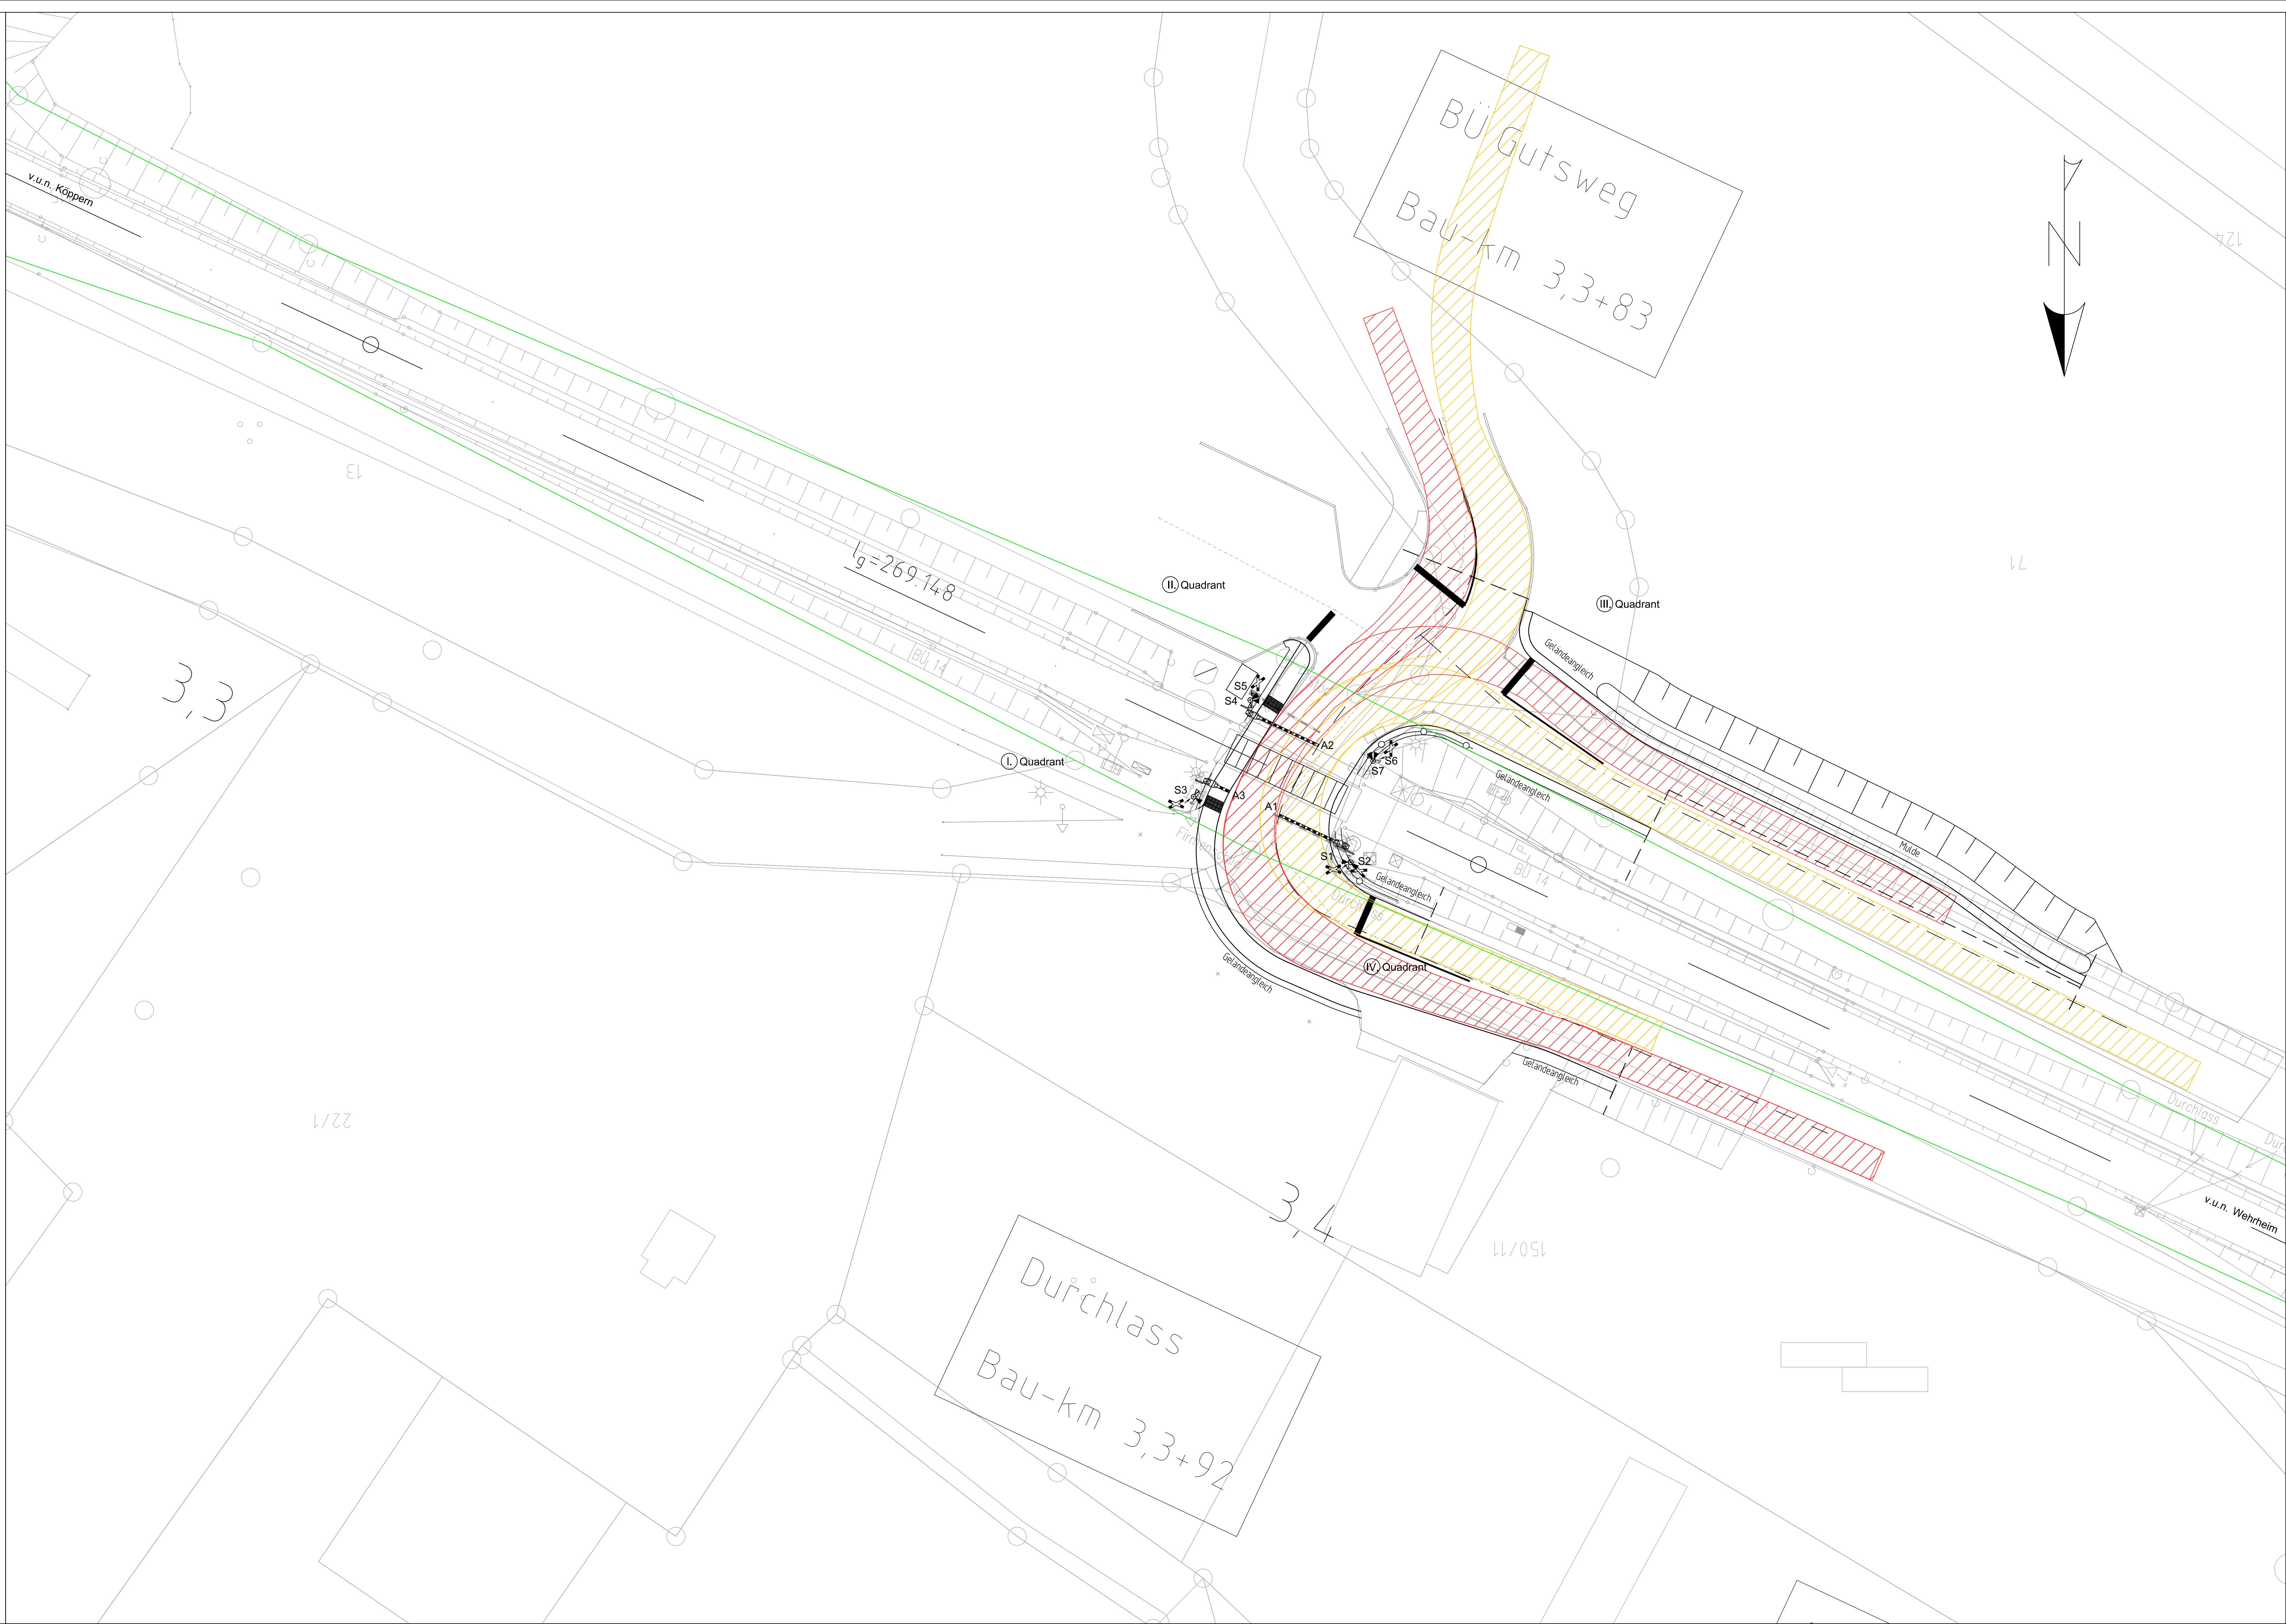 BÜ Gutsweg
Bau-km 3,3+83
N
v.u.n. Köppern
124
13
71
lg=269.148
II. Quadrant
III. Quadrant
Geländeangleich
BÜ 14
3,3
S5
S4
Stop
A2
I. Quadrant
S6
S7
S3
A3
A1
Geländeangleich
Mulde
S1
S2
BÜ 14
Geländeangleich
Durchlass
IV. Quadrant
Geländeangleich
Geländeangleich
Durchlass
22/1
3,4
150/11
v.u.n. Wehrheim
Durchlass
Bau-km 3,3+92